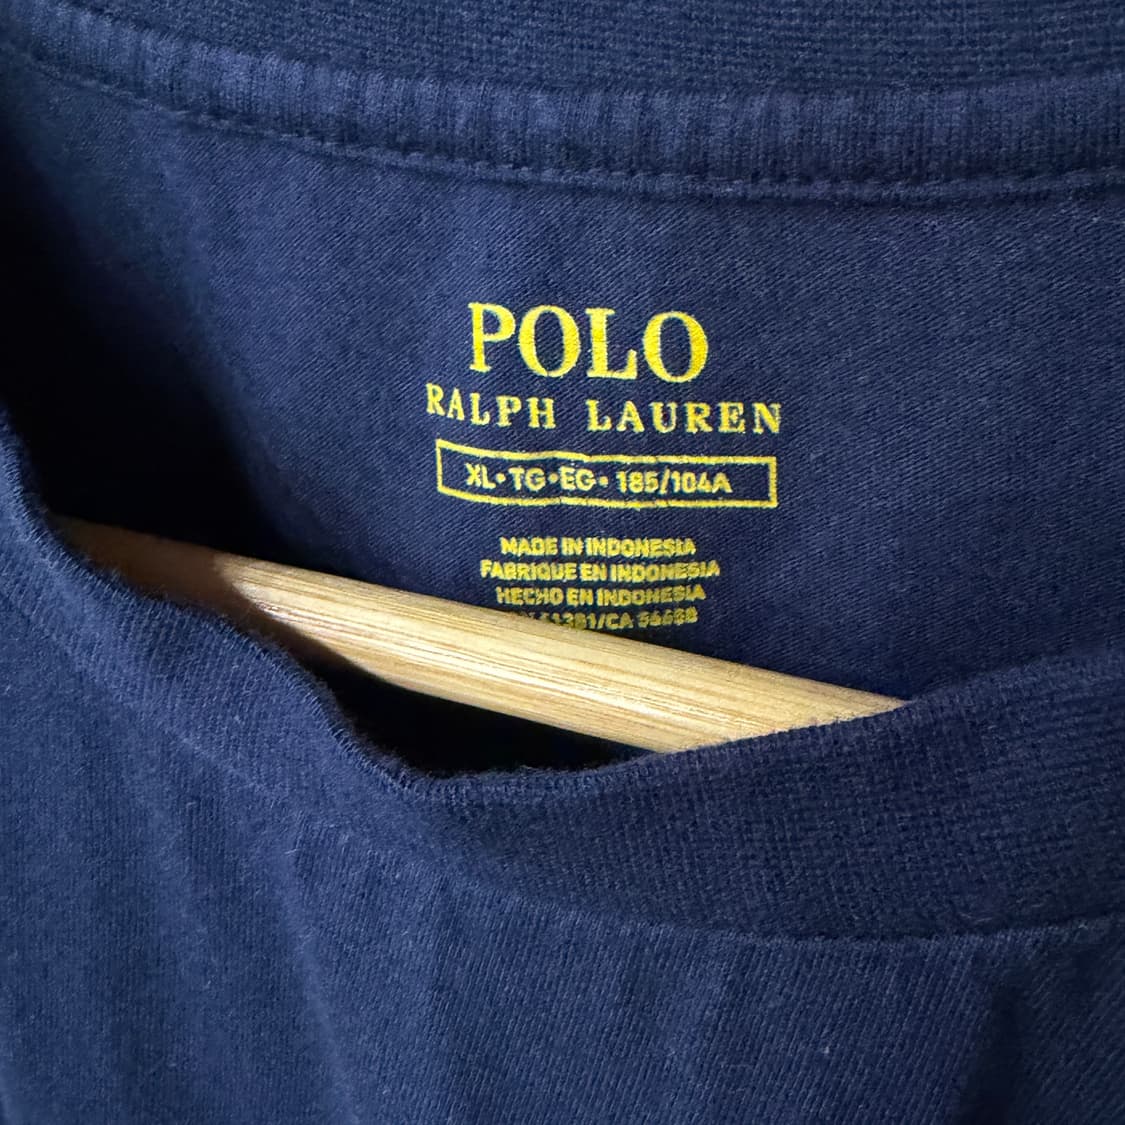 POLO
RALPH LAUREN
XL•TG•EG• 185/104A
MADE IN INDONESIA
FABRIQUE EN INDONESIA
HECHO EN INDONESIA